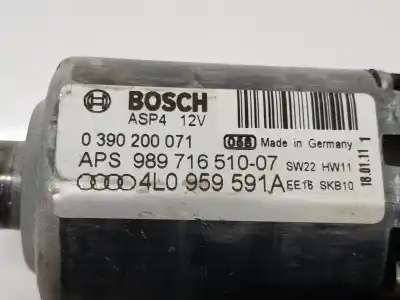 BOSCH
ASP4 12V
0 390 200 071 Made in Germany
APS 989 716 510-07 SW22 HW11
4L0 959 591A EE16 SKB10
18.01.11 1